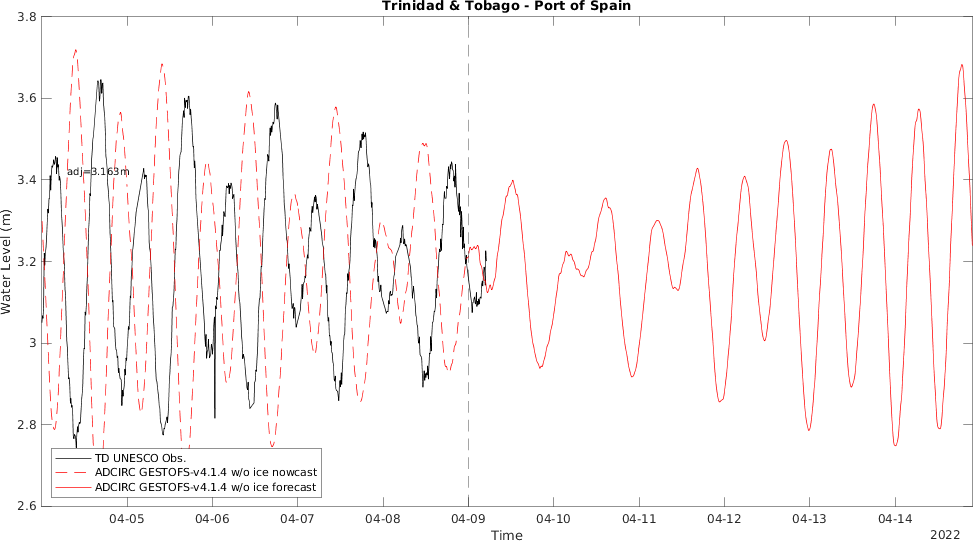 Trinidad & Tobago - Port of Spain
3.8
3.6
3.4
3.2
3
2.8
2.6
Water Level (m)
adj=3.163m
TD UNESCO Obs.
ADCIRC GESTOFS-v4.1.4 w/o ice nowcast
ADCIRC GESTOFS-v4.1.4 w/o ice forecast
04-05 04-06 04-07 04-08 04-09 04-10 04-11 04-12 04-13 04-14
Time
2022